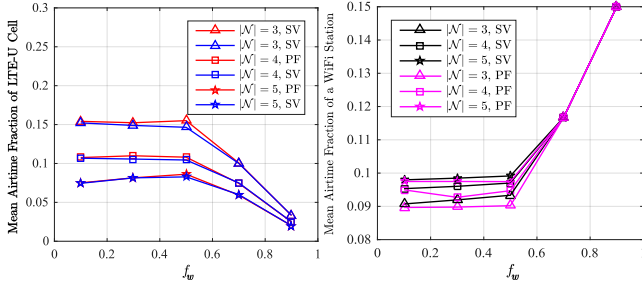 Mean Airtime Fraction of LTE-U Cell
0.3
0.25
0.2
0.15
0.1
0.05
0
0
0.2
0.4
0.6
0.8
1
f_w
|𝒩| = 3, SV
|𝒩| = 3, SV
|𝒩| = 4, PF
|𝒩| = 4, SV
|𝒩| = 5, PF
|𝒩| = 5, SV
Mean Airtime Fraction of a WiFi Station
0.15
0.14
0.13
0.12
0.11
0.1
0.09
0.08
0
0.2
0.4
0.6
0.8
1
f_w
|𝒩| = 3, SV
|𝒩| = 4, SV
|𝒩| = 5, SV
|𝒩| = 3, PF
|𝒩| = 4, PF
|𝒩| = 5, PF